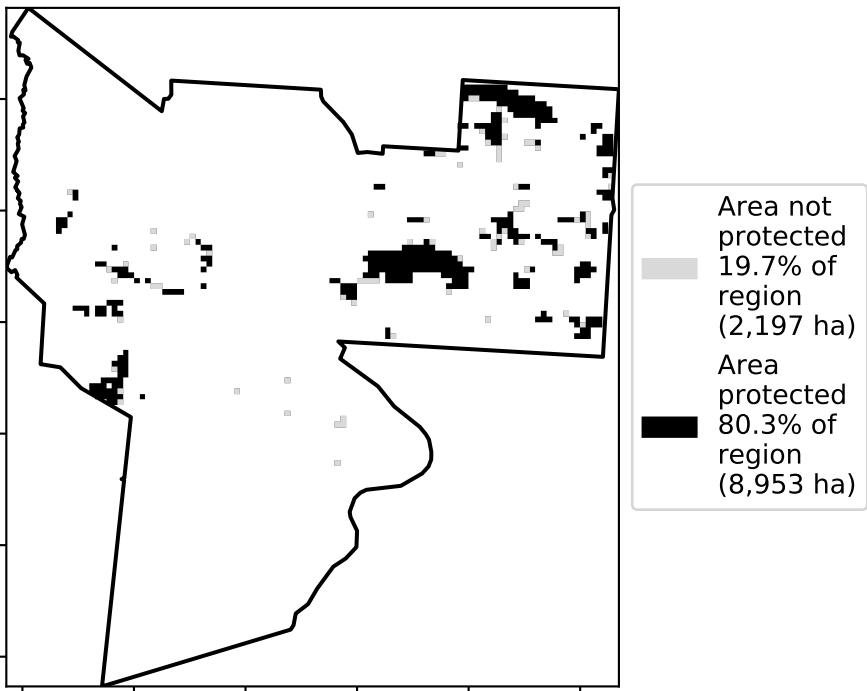 Area not
protected
19.7% of
region
(2,197 ha)
Area
protected
80.3% of
region
(8,953 ha)